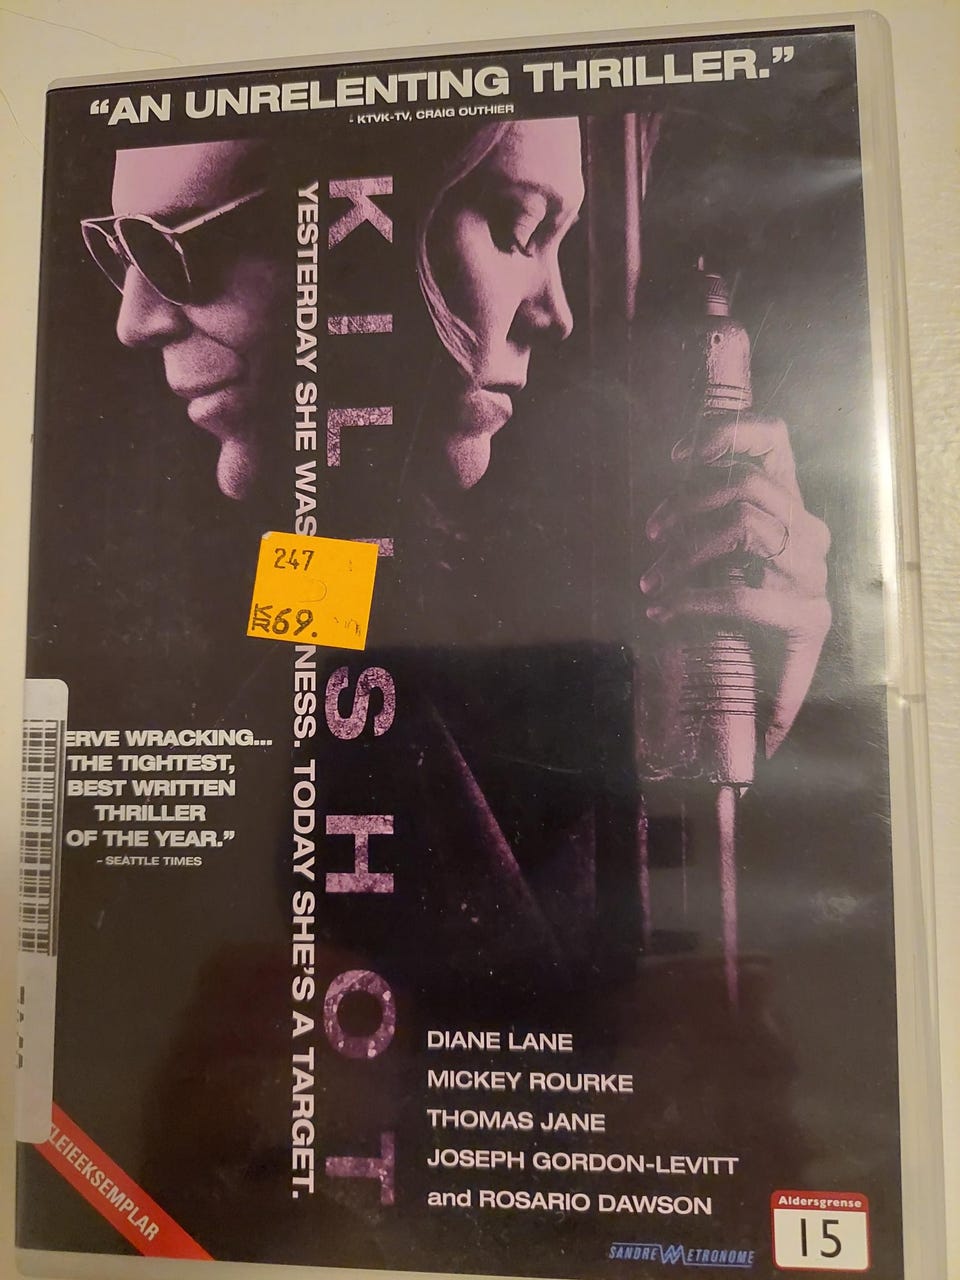 “AN UNRELENTING THRILLER.”
KTVK-TV, CRAIG OUTHIER
KILLSHOT
YESTERDAY SHE WAS NESS. TODAY SHE'S A TARGET.
247
KR 69.
ERVE WRACKING...
THE TIGHTEST,
BEST WRITTEN
THRILLER
OF THE YEAR.”
- SEATTLE TIMES
DIANE LANE
MICKEY ROURKE
THOMAS JANE
JOSEPH GORDON-LEVITT
and ROSARIO DAWSON
LEIEEKSEMPLAR
SANDREW METRONOME
Aldersgrense
15